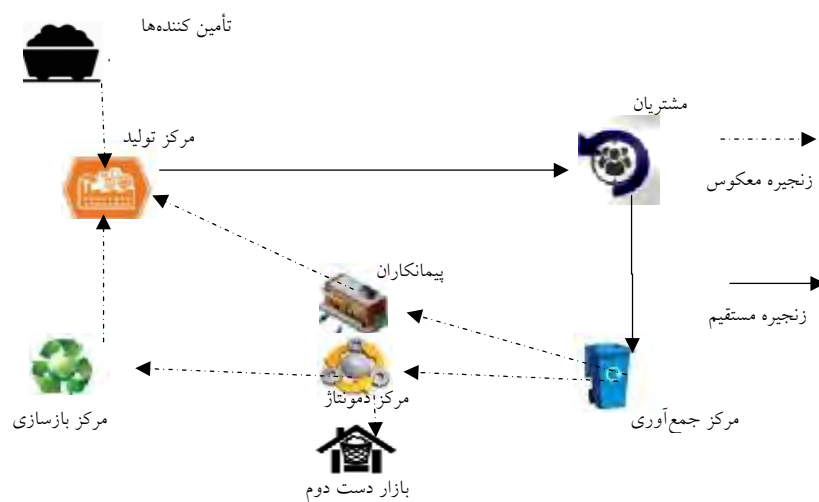 تأمین کننده‌ها
مشتریان
مرکز تولید
زنجیره معکوس
پیمانکاران
زنجیره مستقیم
مرکز دمونتاژ
مرکز جمع‌آوری
مرکز بازسازی
بازار دست دوم